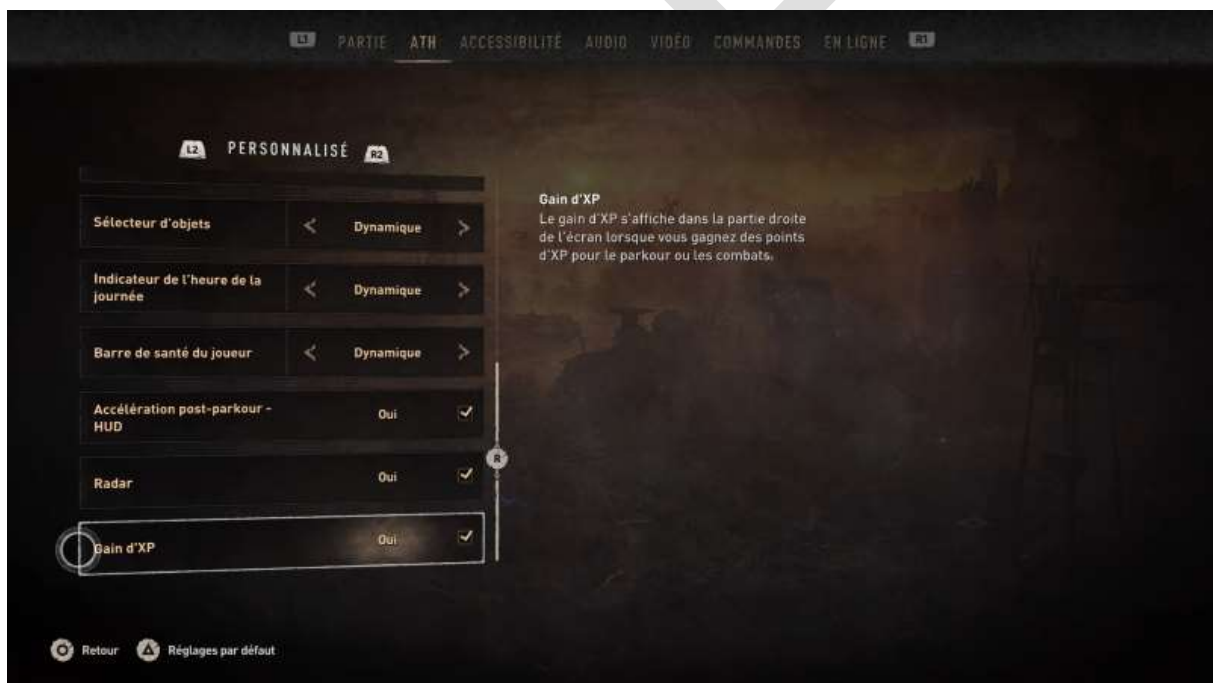 L1 PARTIE ATH ACCESSIBILITÉ AUDIO VIDÉO COMMANDES EN LIGNE R1
L2 PERSONNALISÉ R2
Sélecteur d'objets
Dynamique
Indicateur de l'heure de la
journée
Dynamique
Barre de santé du joueur
Dynamique
Accélération post-parkour -
HUD
Oui
Radar
Oui
Gain d'XP
Oui
R
Gain d'XP
Le gain d'XP s'affiche dans la partie droite
de l'écran lorsque vous gagnez des points
d'XP pour le parkour ou les combats.
Retour Réglages par défaut